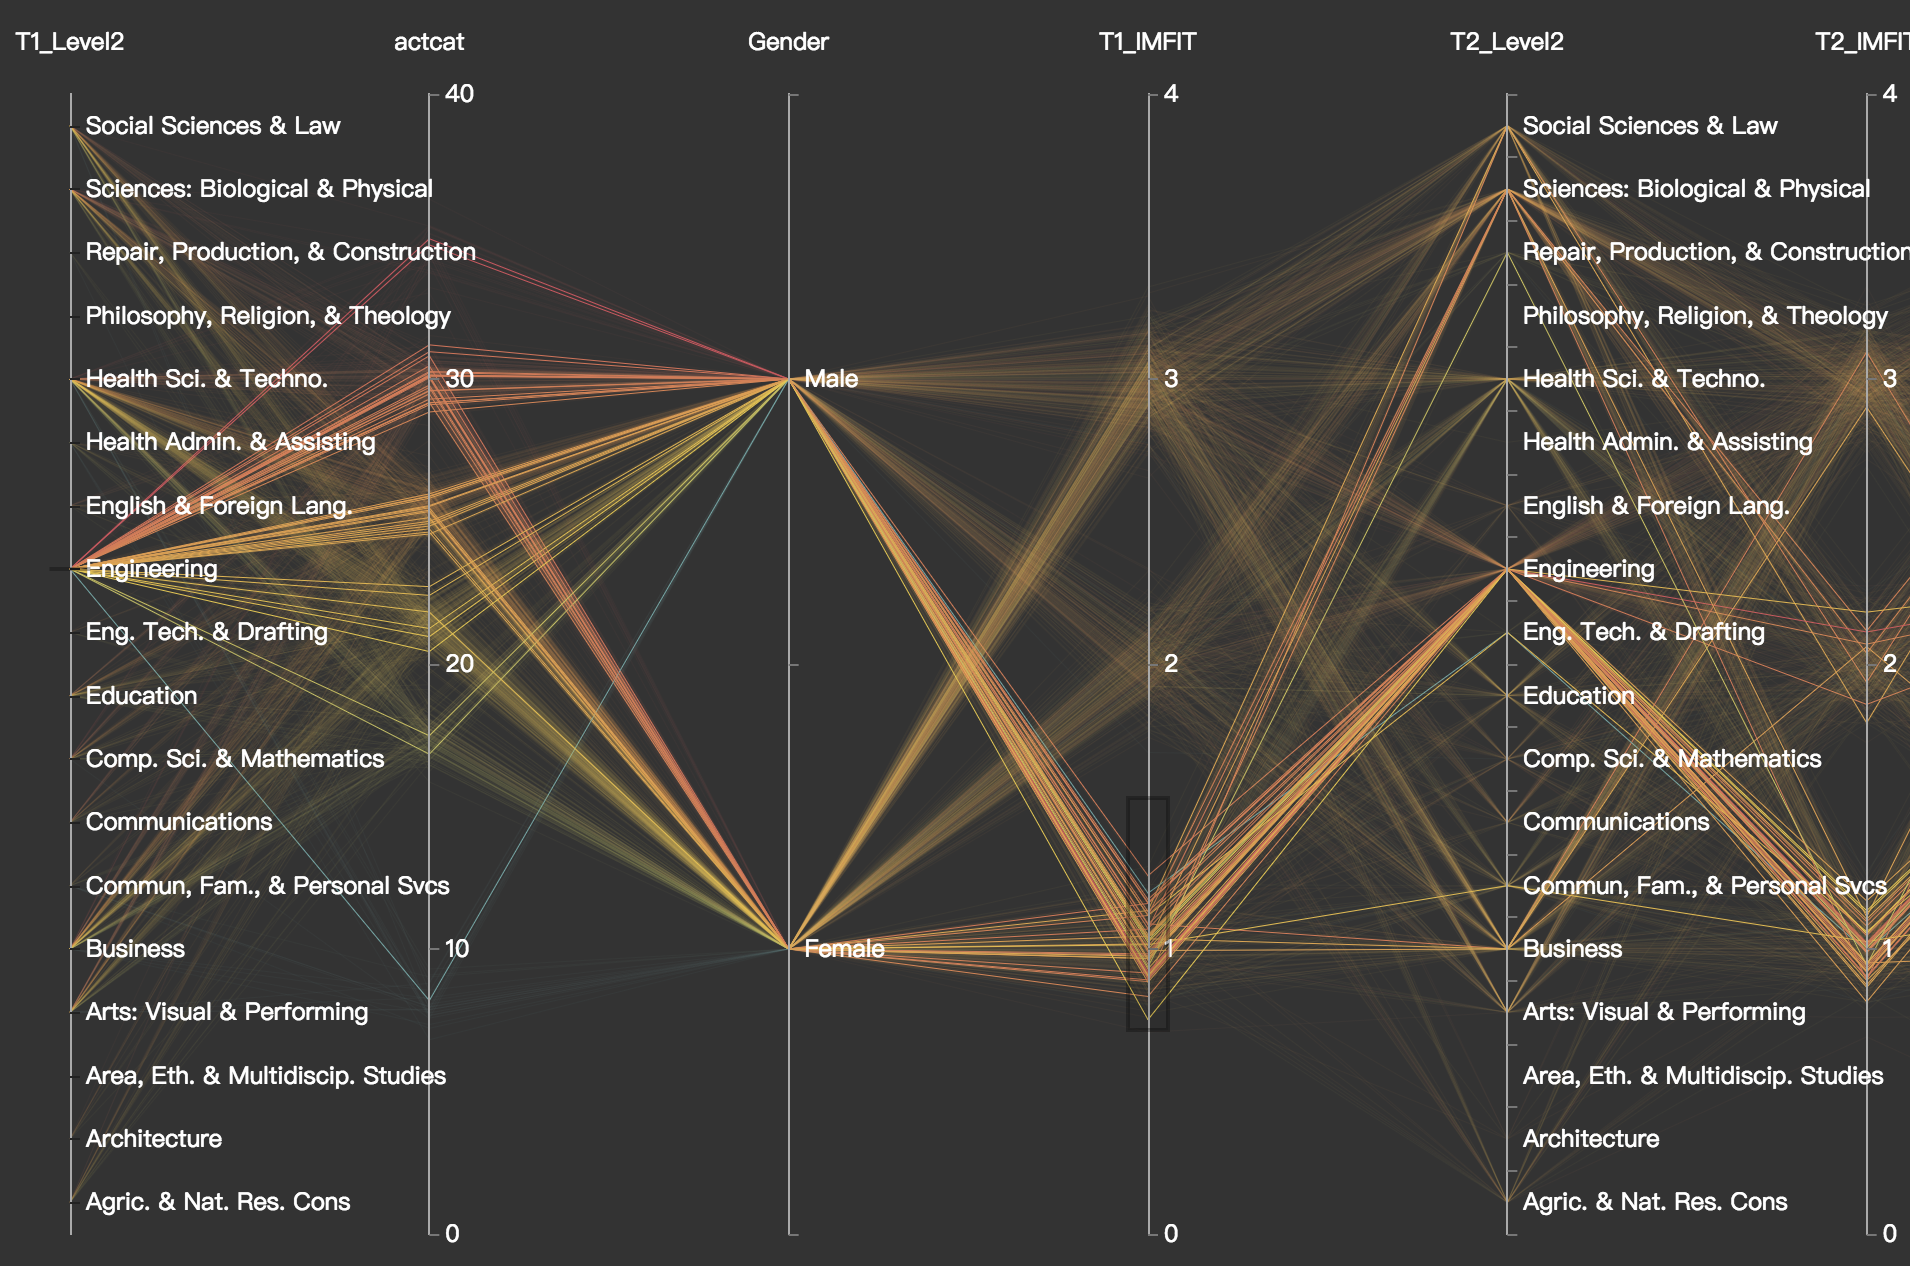 T1_Level2
actcat
Gender
T1_IMFIT
T2_Level2
T2_IMFIT
Social Sciences & Law
Sciences: Biological & Physical
Repair, Production, & Construction
Philosophy, Religion, & Theology
Health Sci. & Techno.
Health Admin. & Assisting
English & Foreign Lang.
Engineering
Eng. Tech. & Drafting
Education
Comp. Sci. & Mathematics
Communications
Commun, Fam., & Personal Svcs
Business
Arts: Visual & Performing
Area, Eth. & Multidiscip. Studies
Architecture
Agric. & Nat. Res. Cons
40
30
20
10
0
Male
Female
4
3
2
1
0
Social Sciences & Law
Sciences: Biological & Physical
Repair, Production, & Construction
Philosophy, Religion, & Theology
Health Sci. & Techno.
Health Admin. & Assisting
English & Foreign Lang.
Engineering
Eng. Tech. & Drafting
Education
Comp. Sci. & Mathematics
Communications
Commun, Fam., & Personal Svcs
Business
Arts: Visual & Performing
Area, Eth. & Multidiscip. Studies
Architecture
Agric. & Nat. Res. Cons
4
3
2
1
0